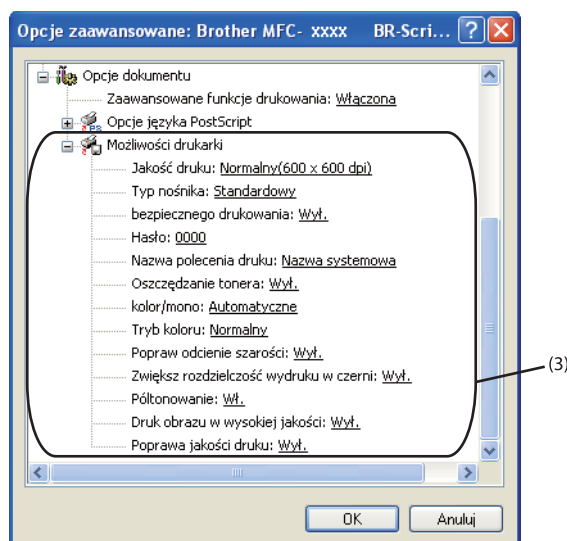 Opcje zaawansowane: Brother MFC- xxxx BR-Scri...
Opcje dokumentu
Zaawansowane funkcje drukowania: Włączona
Opcje języka PostScript
Możliwości drukarki
Jakość druku: Normalny(600 x 600 dpi)
Typ nośnika: Standardowy
bezpiecznego drukowania: Wył.
Hasło: 0000
Nazwa polecenia druku: Nazwa systemowa
Oszczędzanie tonera: Wył.
kolor/mono: Automatyczne
Tryb koloru: Normalny
Popraw odcienie szarości: Wył.
Zwiększ rozdzielczość wydruku w czerni: Wył.
Półtonowanie: Wł.
Druk obrazu w wysokiej jakości: Wył.
Poprawa jakości druku: Wył.
(3)
OK Anuluj